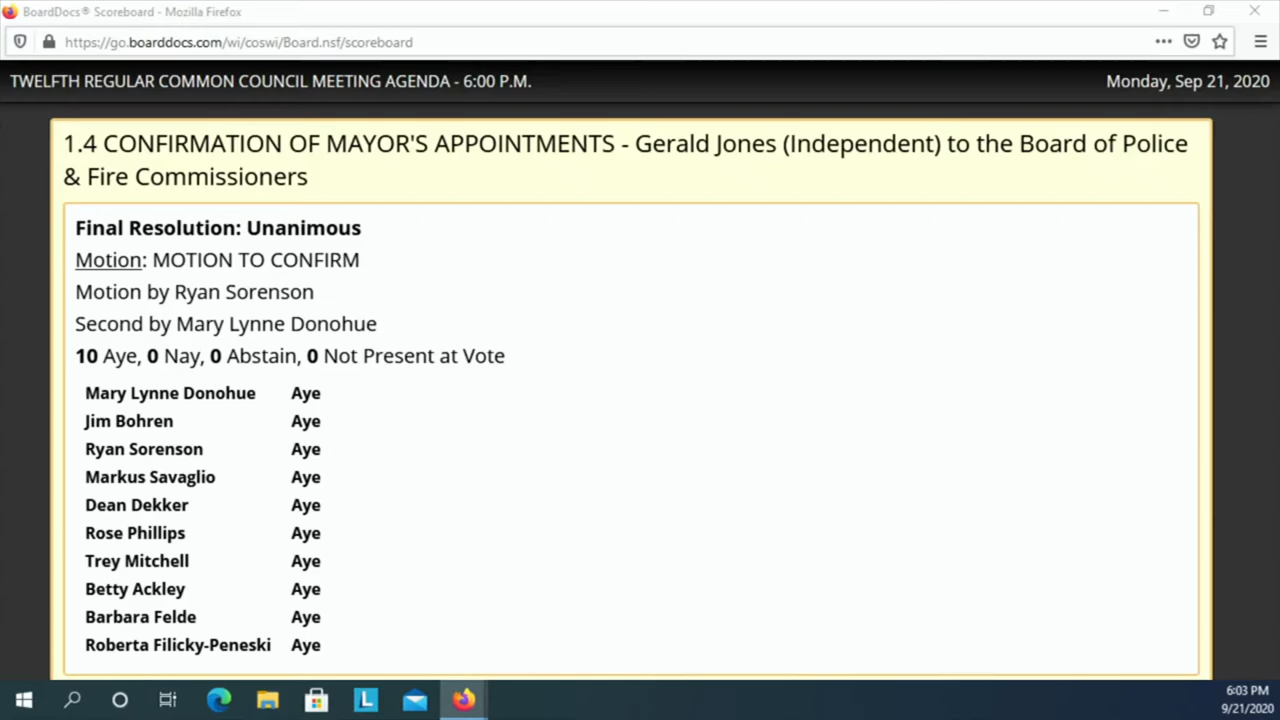 BoardDocs® Scoreboard - Mozilla Firefox
https://go.boarddocs.com/wi/coswi/Board.nsf/scoreboard
TWELFTH REGULAR COMMON COUNCIL MEETING AGENDA - 6:00 P.M. Monday, Sep 21, 2020
1.4 CONFIRMATION OF MAYOR'S APPOINTMENTS - Gerald Jones (Independent) to the Board of Police
& Fire Commissioners
Final Resolution: Unanimous
Motion: MOTION TO CONFIRM
Motion by Ryan Sorenson
Second by Mary Lynne Donohue
10 Aye, 0 Nay, 0 Abstain, 0 Not Present at Vote
Mary Lynne Donohue Aye
Jim Bohren Aye
Ryan Sorenson Aye
Markus Savaglio Aye
Dean Dekker Aye
Rose Phillips Aye
Trey Mitchell Aye
Betty Ackley Aye
Barbara Felde Aye
Roberta Filicky-Peneski Aye
L
6:03 PM
9/21/2020